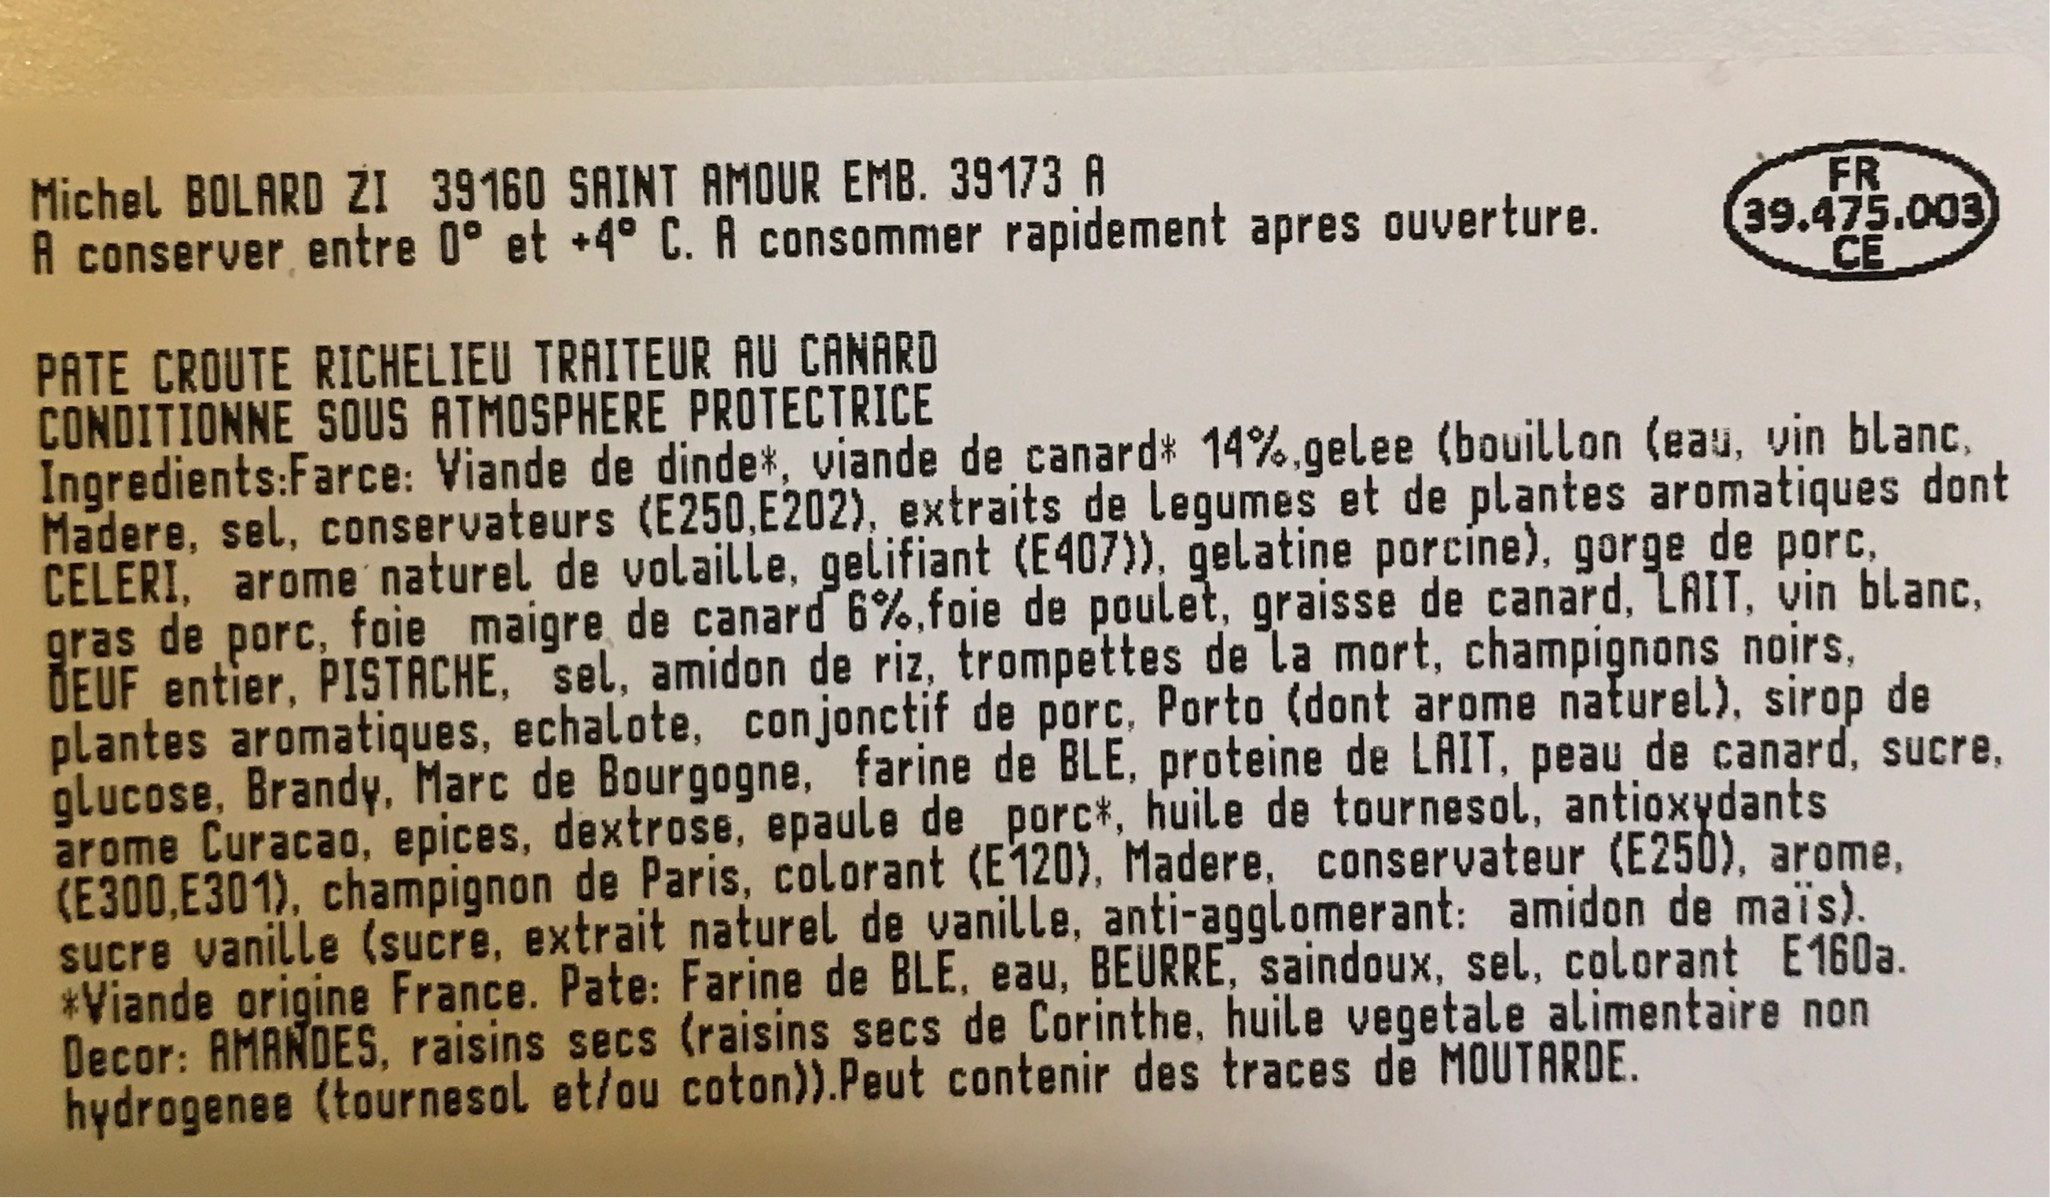 Michel BOLARD ZI 39160 SAINT AMOUR EMB. 39173 A
A conserver entre 0° et +4° C. A consommer rapidement apres ouverture.
FR
39.475.003
CE
PATE CROUTE RICHELIEU TRAITEUR AU CANARD
CONDITIONNE SOUS ATMOSPHERE PROTECTRICE
Ingredients:Farce: Viande de dinde*, viande de canard* 14%,gelee (bouillon (eau, vin blanc,
Madere, sel, conservateurs (E250,E202), extraits de legumes et de plantes aromatiques dont
CELERI, arome naturel de volaille, gelifiant (E407)), gelatine porcine), gorge de porc,
gras de porc, foie maigre de canard 6%,foie de poulet, graisse de canard, LAIT, vin blanc,
OEUF entier, PISTACHE, sel, amidon de riz, trompettes de la mort, champignons noirs,
plantes aromatiques, echalote, conjonctif de porc, Porto (dont arome naturel), sirop de
glucose, Brandy, Marc de Bourgogne, farine de BLE, proteine de LAIT, peau de canard, sucre,
arome Curacao, epices, dextrose, epaule de porc*, huile de tournesol, antioxydants
(E300,E301), champignon de Paris, colorant (E120), Madere, conservateur (E250), arome,
sucre vanille (sucre, extrait naturel de vanille, anti-agglomerant: amidon de maïs).
*Viande origine France. Pate: Farine de BLE, eau, BEURRE, saindoux, sel, colorant E160a.
Decor: AMANDES, raisins secs (raisins secs de Corinthe, huile vegetale alimentaire non
hydrogenee (tournesol et/ou coton)).Peut contenir des traces de MOUTARDE.